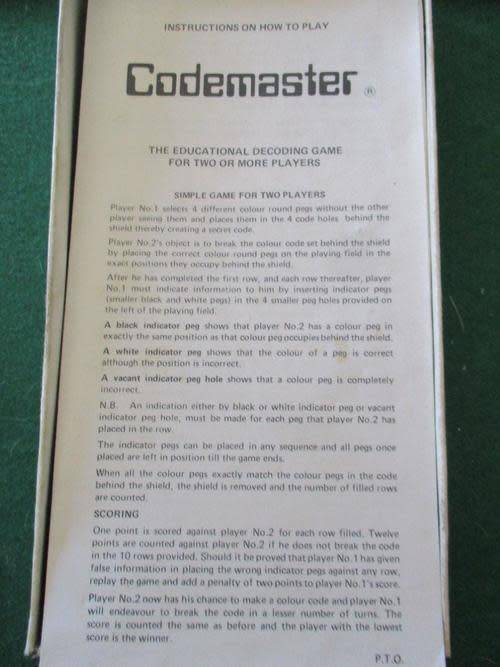 INSTRUCTIONS ON HOW TO PLAY
Codemaster ®
THE EDUCATIONAL DECODING GAME
FOR TWO OR MORE PLAYERS
SIMPLE GAME FOR TWO PLAYERS
Player No.1 selects 4 different colour round pegs without the other
player seeing them and places them in the 4 code holes behind the
shield thereby creating a secret code.
Player No.2's object is to break the colour code set behind the shield
by placing the correct colour round pegs on the playing field in the
exact positions they occupy behind the shield.
After he has completed the first row, and each row thereafter, player
No.1 must indicate information to him by inserting indicator pegs
(smaller black and white pegs) in the 4 smaller peg holes provided on
the left of the playing field.
A black indicator peg shows that player No.2 has a colour peg in
exactly the same position as that colour peg occupies behind the shield.
A white indicator peg shows that the colour of a peg is correct
although the position is incorrect.
A vacant indicator peg hole shows that a colour peg is completely
incorrect.
N.B. An indication either by black or white indicator peg or vacant
indicator peg hole, must be made for each peg that player No.2 has
placed in the row.
The indicator pegs can be placed in any sequence and all pegs once
placed are left in position till the game ends.
When all the colour pegs exactly match the colour pegs in the code
behind the shield, the shield is removed and the number of filled rows
are counted.
SCORING
One point is scored against player No.2 for each row filled. Twelve
points are counted against player No.2 if he does not break the code
in the 10 rows provided. Should it be proved that player No.1 has given
false information in placing the wrong indicator pegs against any row,
replay the game and add a penalty of two points to player No.1's score.
Player No.2 now has his chance to make a colour code and player No.1
will endeavour to break the code in a lesser number of turns. The
score is counted the same as before and the player with the lowest
score is the winner.
P.T.O.